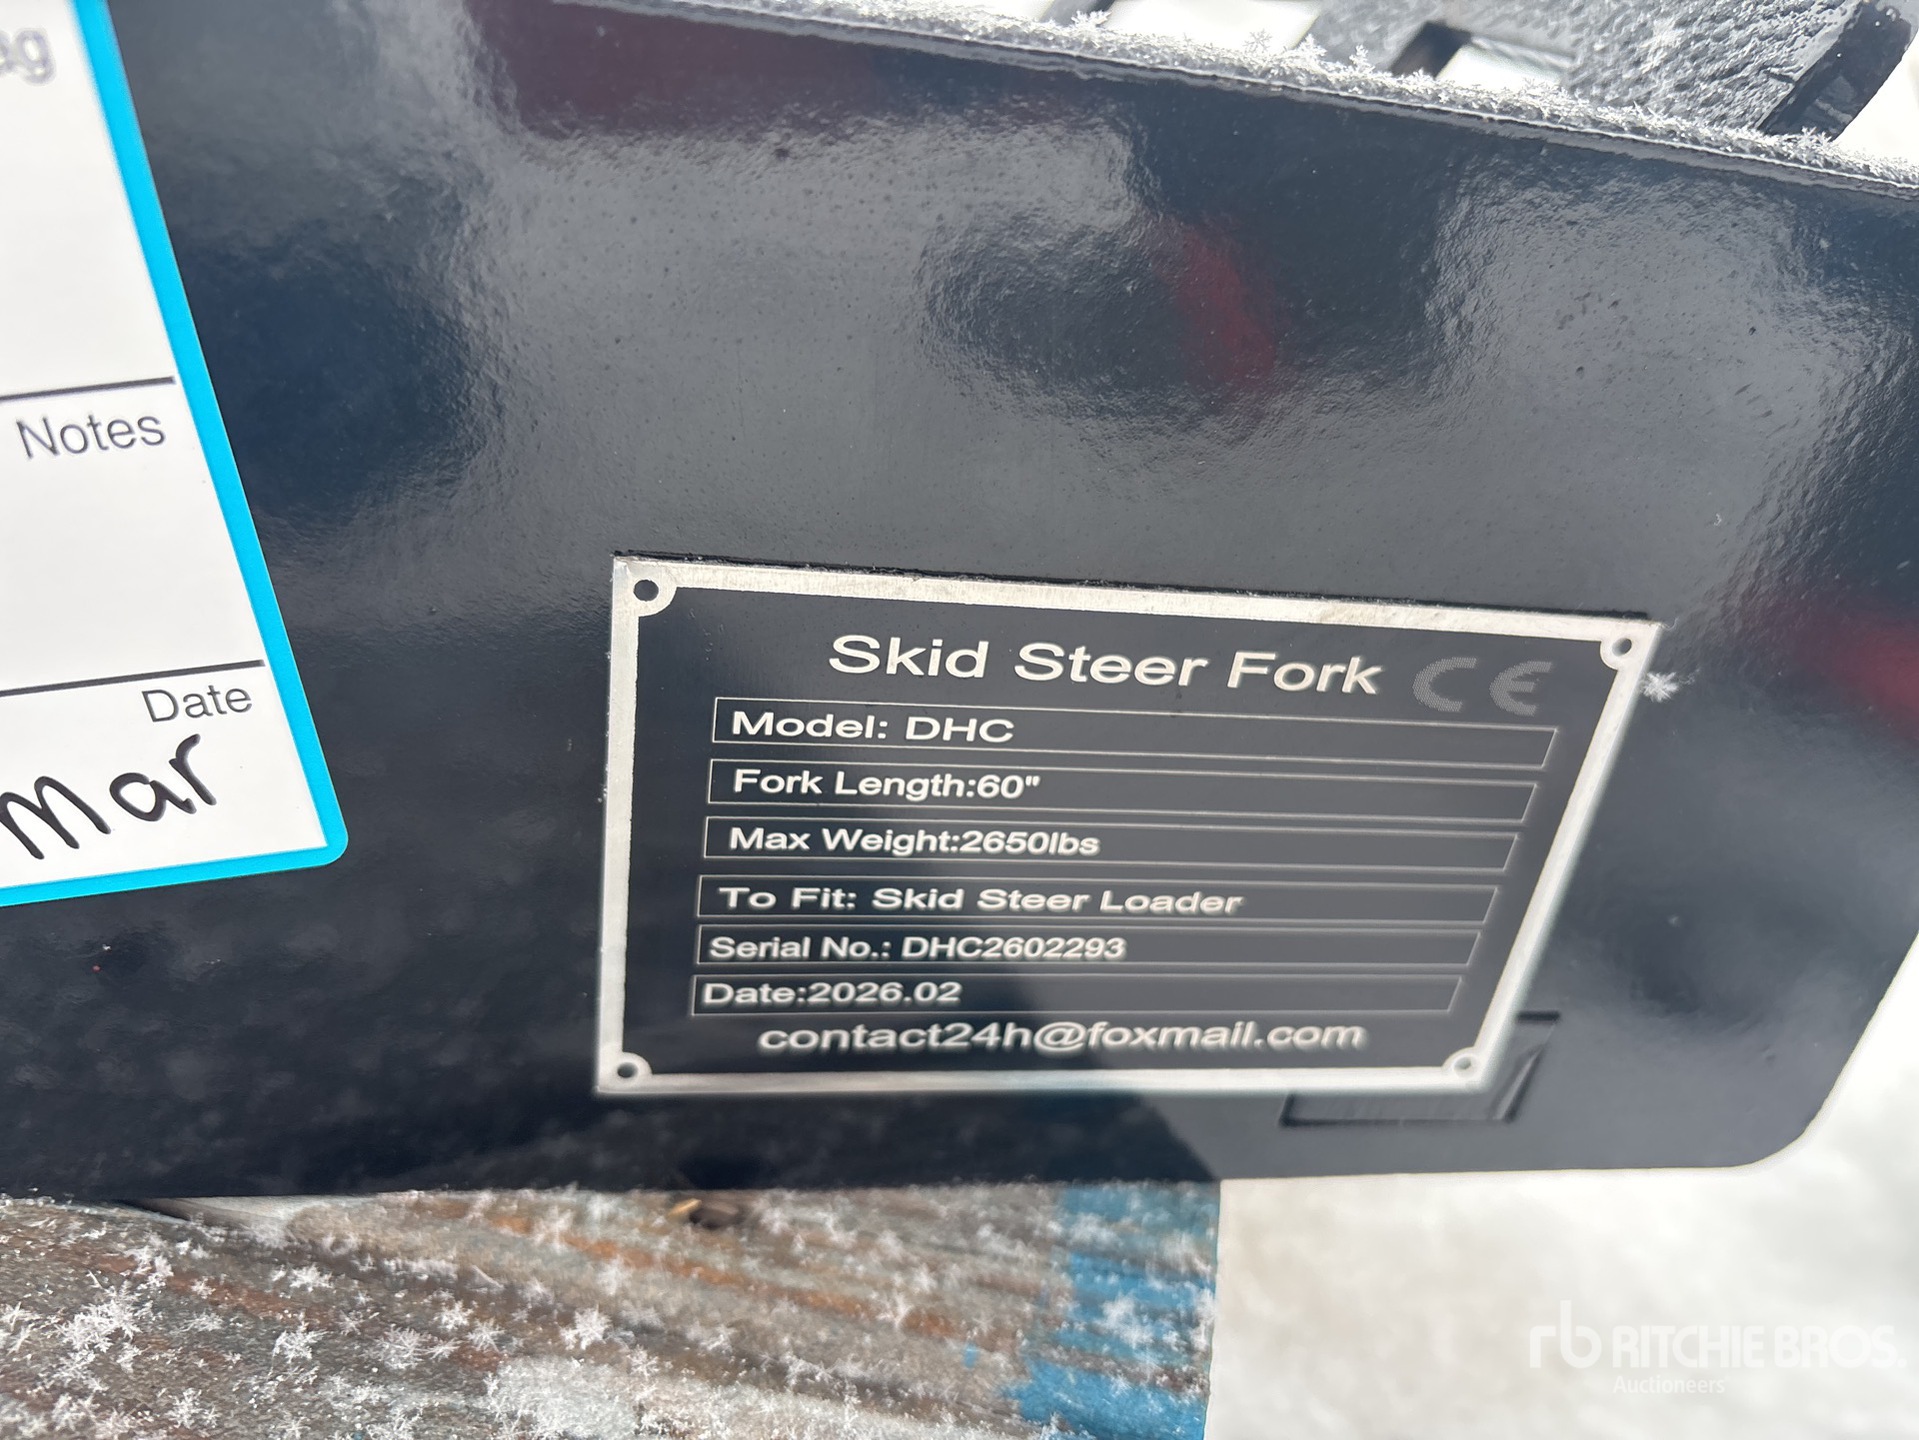 Notes
Date
Mar
Skid Steer Fork CE
Model: DHC
Fork Length:60"
Max Weight:2650lbs
To Fit: Skid Steer Loader
Serial No.: DHC2602293
Date:2026.02
contact24h@foxmail.com
rb RITCHIE BROS.
Auctioneers